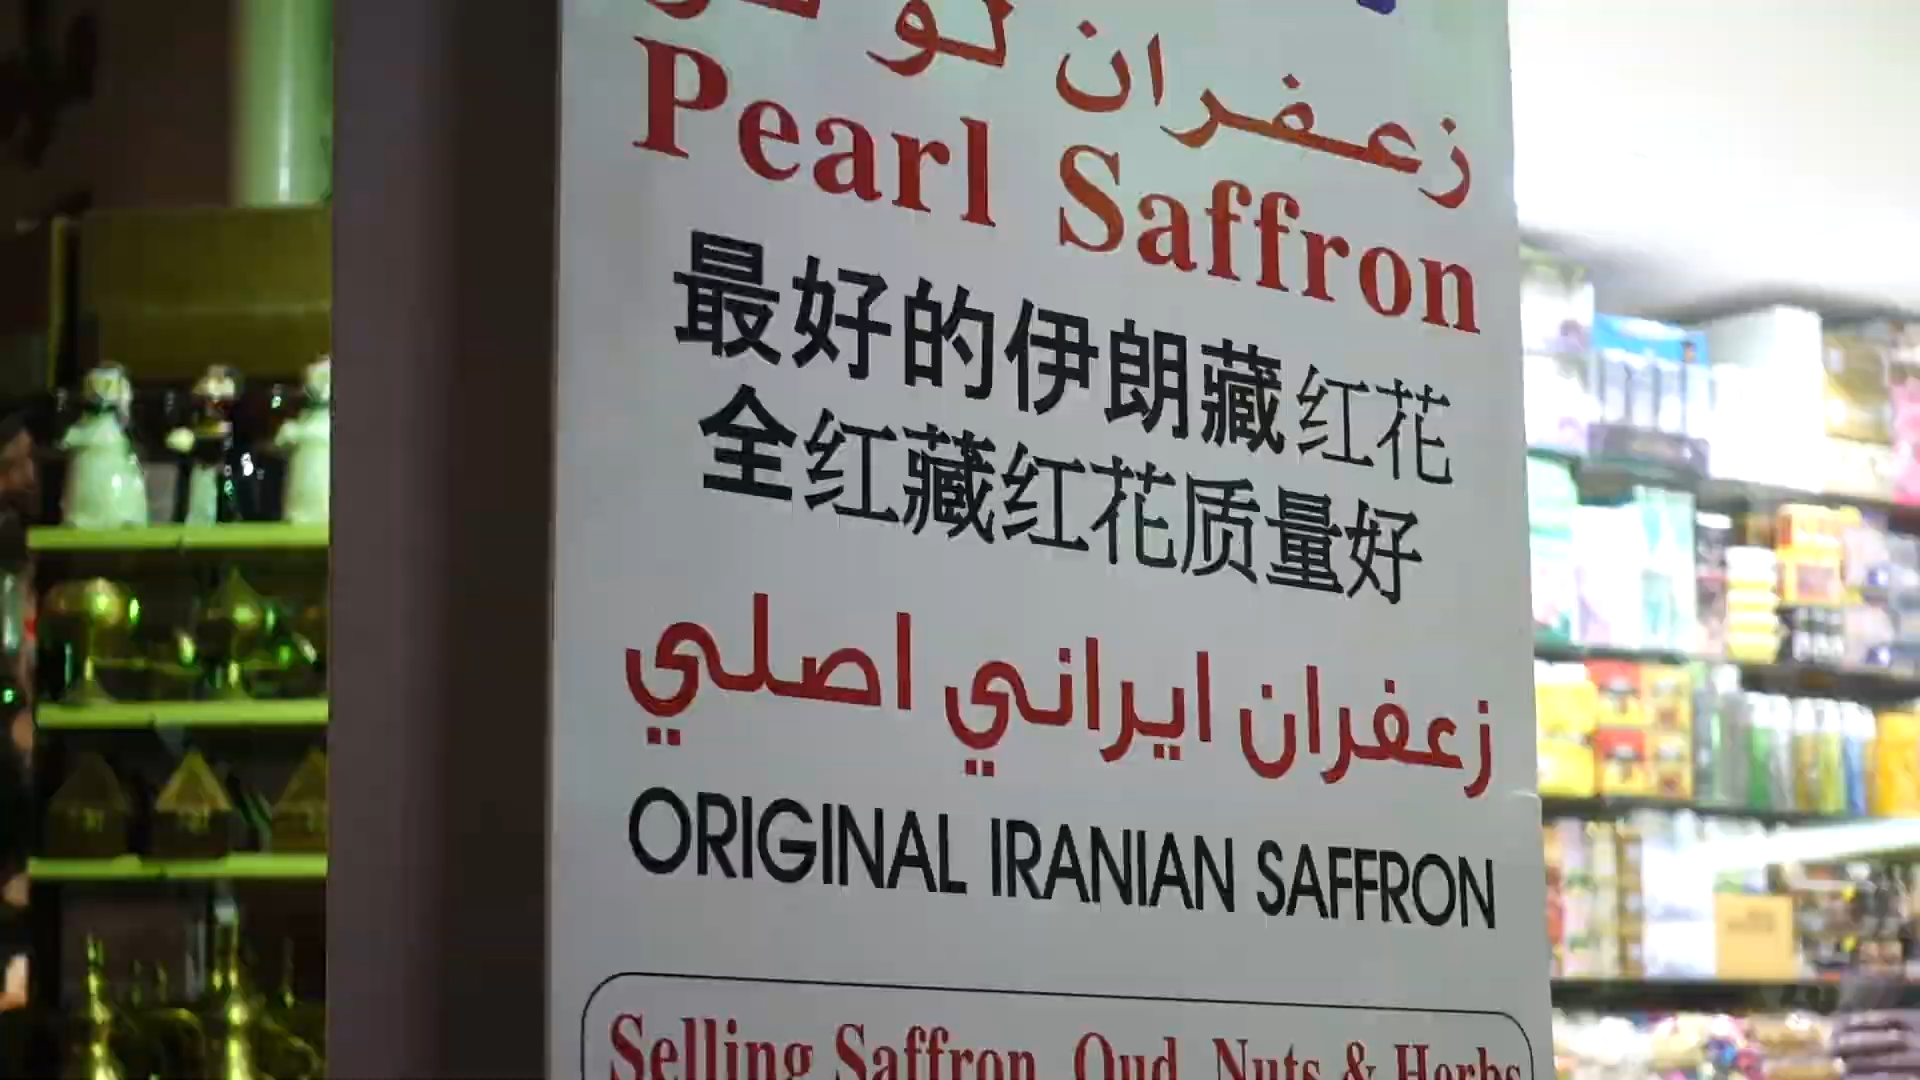 زعفران
Pearl Saffron
最好的伊朗藏红花
全红藏红花质量好
زعفران ايراني اصلي
ORIGINAL IRANIAN SAFFRON
Selling Saffron, Oud, Nuts & Herbs